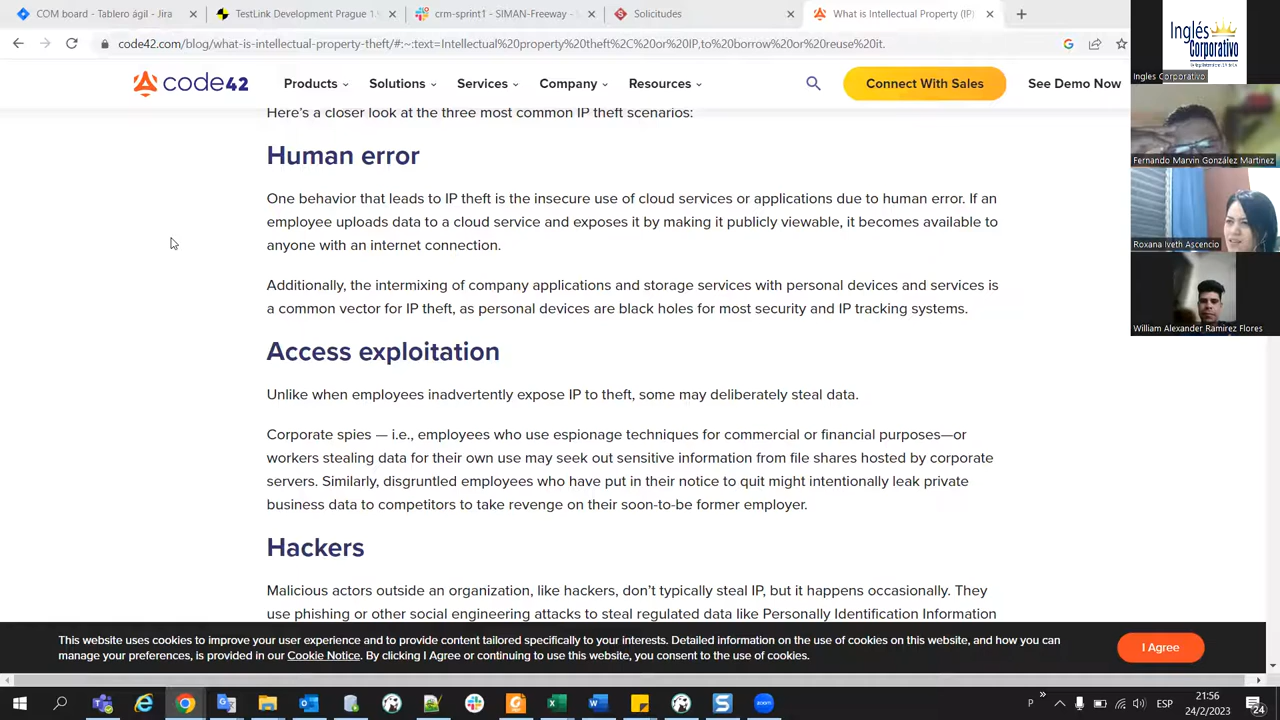 COM board - Tablero ágil - Jira
TestLink Development Prague 1.
crm-sprint1 - SIMAN-Freeway -
Solicitudes
What is Intellectual Property (IP)
code42.com/blog/what-is-intellectual-property-theft/#:~:text=Intellectual%20property%20theft%2C%20or%20IP,to%20borrow%20or%20reuse%20it.
code42
Products
Solutions
Services
Company
Resources
Connect With Sales
See Demo Now
Inglés
Corporativo
Ingles Corporativo
Fernando Marvin González Martinez
Roxana Iveth Ascencio
William Alexander Ramirez Flores
Here's a closer look at the three most common IP theft scenarios:
Human error
One behavior that leads to IP theft is the insecure use of cloud services or applications due to human error. If an
employee uploads data to a cloud service and exposes it by making it publicly viewable, it becomes available to
anyone with an internet connection.
Additionally, the intermixing of company applications and storage services with personal devices and services is
a common vector for IP theft, as personal devices are black holes for most security and IP tracking systems.
Access exploitation
Unlike when employees inadvertently expose IP to theft, some may deliberately steal data.
Corporate spies — i.e., employees who use espionage techniques for commercial or financial purposes—or
workers stealing data for their own use may seek out sensitive information from file shares hosted by corporate
servers. Similarly, disgruntled employees who have put in their notice to quit might intentionally leak private
business data to competitors to take revenge on their soon-to-be former employer.
Hackers
Malicious actors outside an organization, like hackers, don't typically steal IP, but it happens occasionally. They
use phishing or other social engineering attacks to steal regulated data like Personally Identification Information
This website uses cookies to improve your user experience and to provide content tailored specifically to your interests. Detailed information on the use of cookies on this website, and how you can
manage your preferences, is provided in our Cookie Notice. By clicking I Agree or continuing to use this website, you consent to the use of cookies.
I Agree
P
ESP
21:56
24/2/2023
24